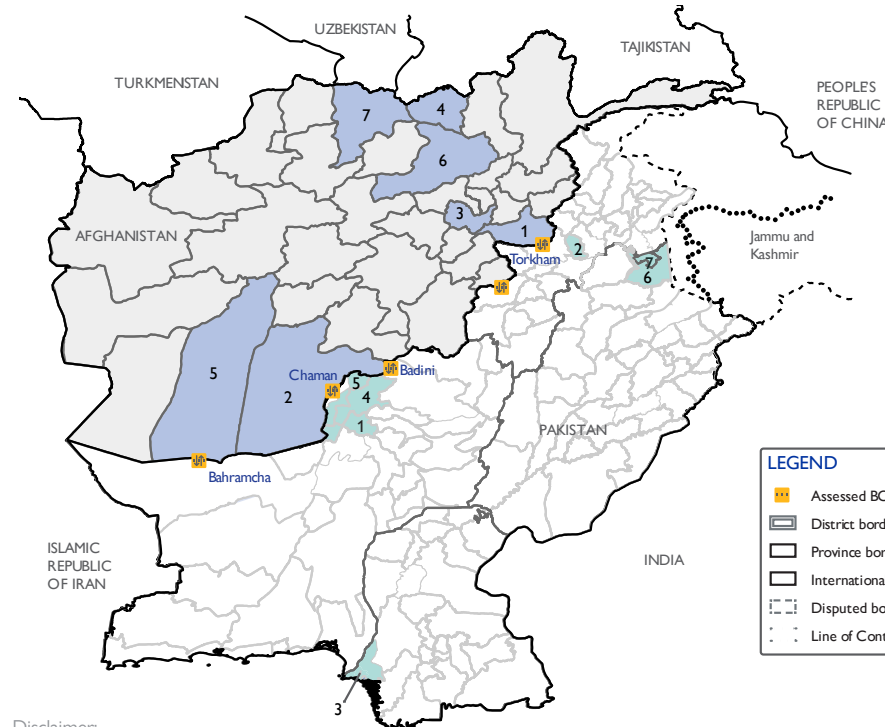 UZBEKISTAN
TAJIKISTAN
TURKMENSTAN
PEOPLE'S
REPUBLIC
OF CHINA
7
4
6
3
1
2
AFGHANISTAN
Torkham
Jammu and
Kashmir
7
6
5
2
Chaman
Badini
5
4
1
PAKISTAN
Bahramcha
LEGEND
Assessed BC
District bord
Province bor
International
Disputed bo
Line of Cont
ISLAMIC
REPUBLIC
OF IRAN
INDIA
3
Disclaimer: